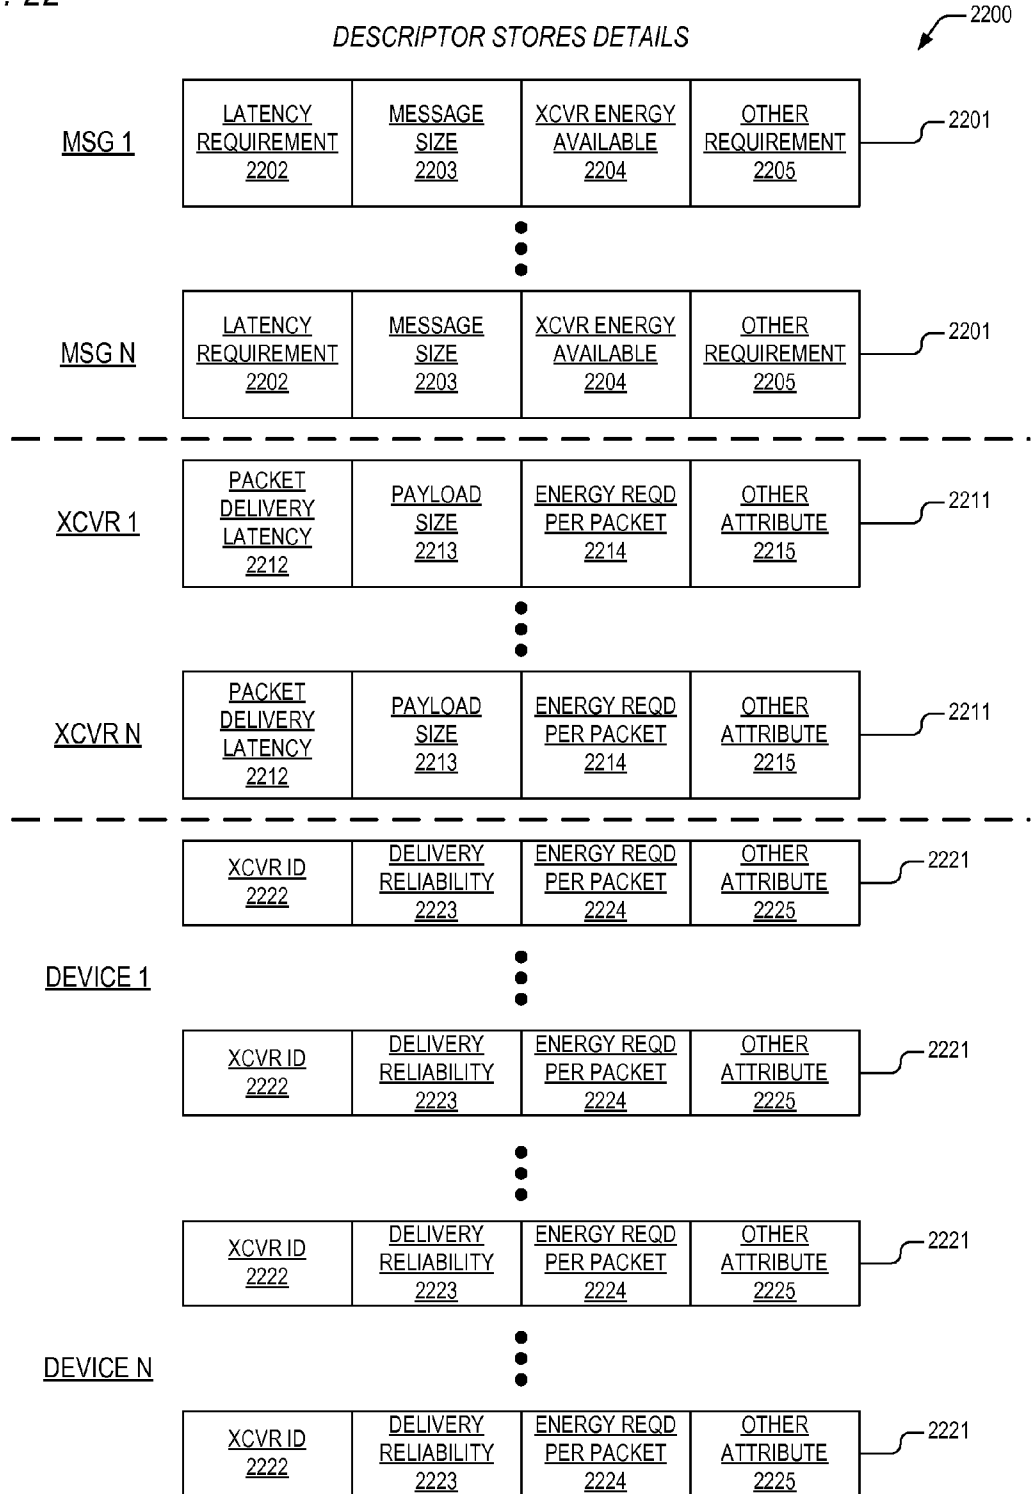 . 22
2200
DESCRIPTOR STORES DETAILS
MSG 1
LATENCY REQUIREMENT 2202
MESSAGE SIZE 2203
XCVR ENERGY AVAILABLE 2204
OTHER REQUIREMENT 2205
2201
MSG N
LATENCY REQUIREMENT 2202
MESSAGE SIZE 2203
XCVR ENERGY AVAILABLE 2204
OTHER REQUIREMENT 2205
2201
XCVR 1
PACKET DELIVERY LATENCY 2212
PAYLOAD SIZE 2213
ENERGY REQD PER PACKET 2214
OTHER ATTRIBUTE 2215
2211
XCVR N
PACKET DELIVERY LATENCY 2212
PAYLOAD SIZE 2213
ENERGY REQD PER PACKET 2214
OTHER ATTRIBUTE 2215
2211
DEVICE 1
XCVR ID 2222
DELIVERY RELIABILITY 2223
ENERGY REQD PER PACKET 2224
OTHER ATTRIBUTE 2225
2221
XCVR ID 2222
DELIVERY RELIABILITY 2223
ENERGY REQD PER PACKET 2224
OTHER ATTRIBUTE 2225
2221
DEVICE N
XCVR ID 2222
DELIVERY RELIABILITY 2223
ENERGY REQD PER PACKET 2224
OTHER ATTRIBUTE 2225
2221
XCVR ID 2222
DELIVERY RELIABILITY 2223
ENERGY REQD PER PACKET 2224
OTHER ATTRIBUTE 2225
2221